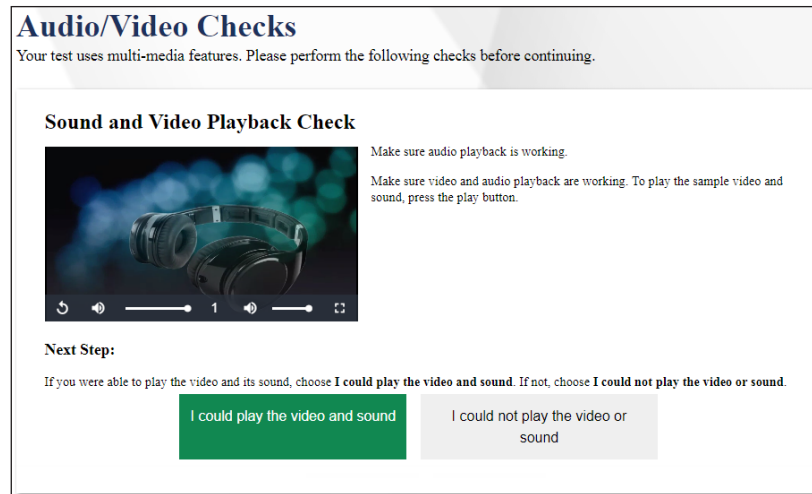 Audio/Video Checks
Your test uses multi-media features. Please perform the following checks before continuing.
Sound and Video Playback Check
Make sure audio playback is working.
Make sure video and audio playback are working. To play the sample video and
sound, press the play button.
1
Next Step:
If you were able to play the video and its sound, choose I could play the video and sound. If not, choose I could not play the video or sound.
I could play the video and sound
I could not play the video or
sound